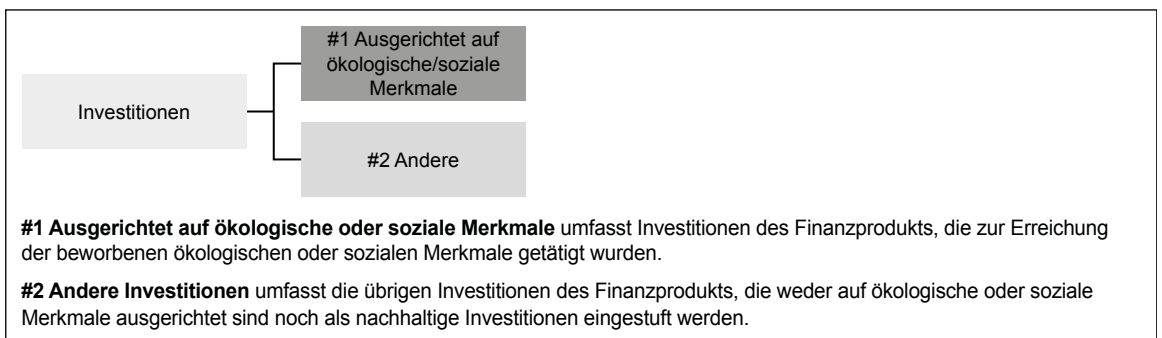 #1 Ausgerichtet auf
ökologische/soziale
Merkmale
Investitionen
#2 Andere
#1 Ausgerichtet auf ökologische oder soziale Merkmale umfasst Investitionen des Finanzprodukts, die zur Erreichung
der beworbenen ökologischen oder sozialen Merkmale getätigt wurden.
#2 Andere Investitionen umfasst die übrigen Investitionen des Finanzprodukts, die weder auf ökologische oder soziale
Merkmale ausgerichtet sind noch als nachhaltige Investitionen eingestuft werden.